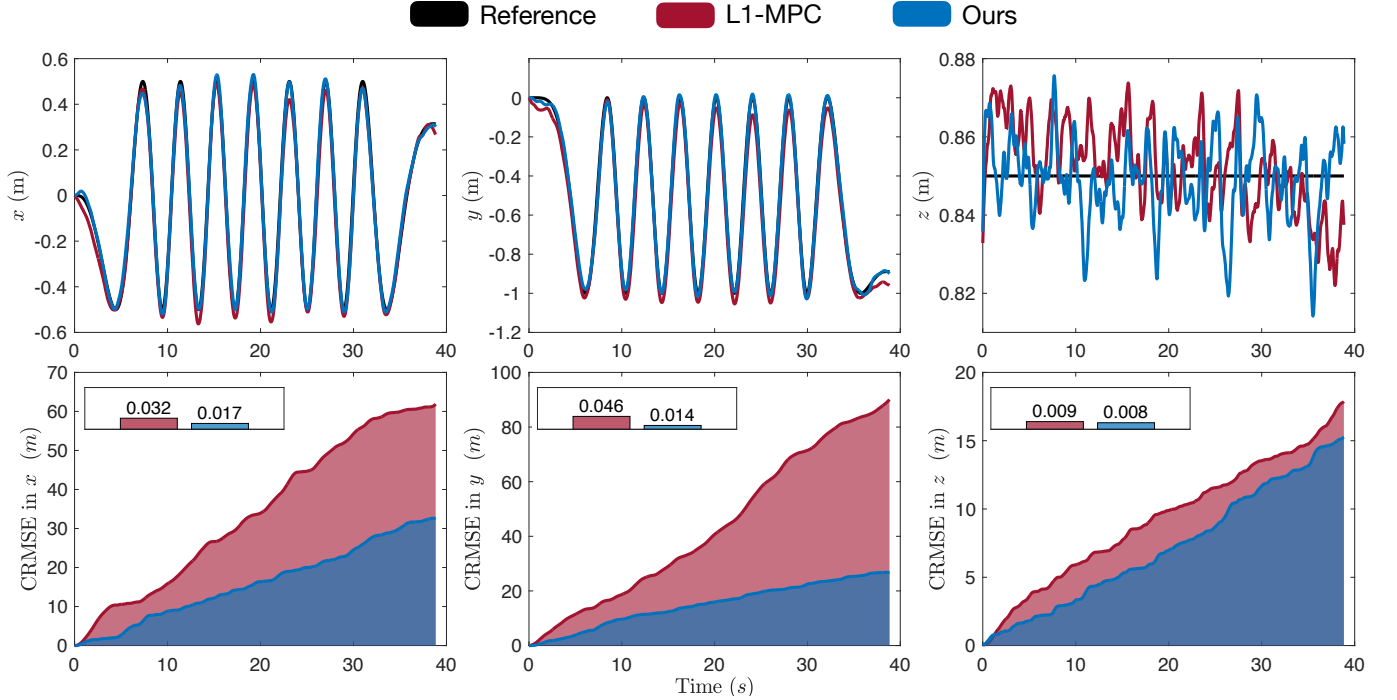 Reference L1-MPC Ours
0.6
0.4
0.2
0
-0.2
-0.4
-0.6
x (m)
0 10 20 30 40
0.2
0
-0.2
-0.4
-0.6
-0.8
-1
-1.2
y (m)
0 10 20 30 40
0.88
0.86
0.84
0.82
z (m)
0 10 20 30 40
70
60
50
40
30
20
10
0
CRMSE in x (m)
0.032 0.017
0 10 20 30 40
100
80
60
40
20
0
CRMSE in y (m)
0.046 0.014
0 10 20 30 40
20
15
10
5
0
CRMSE in z (m)
0.009 0.008
0 10 20 30 40
Time (s)